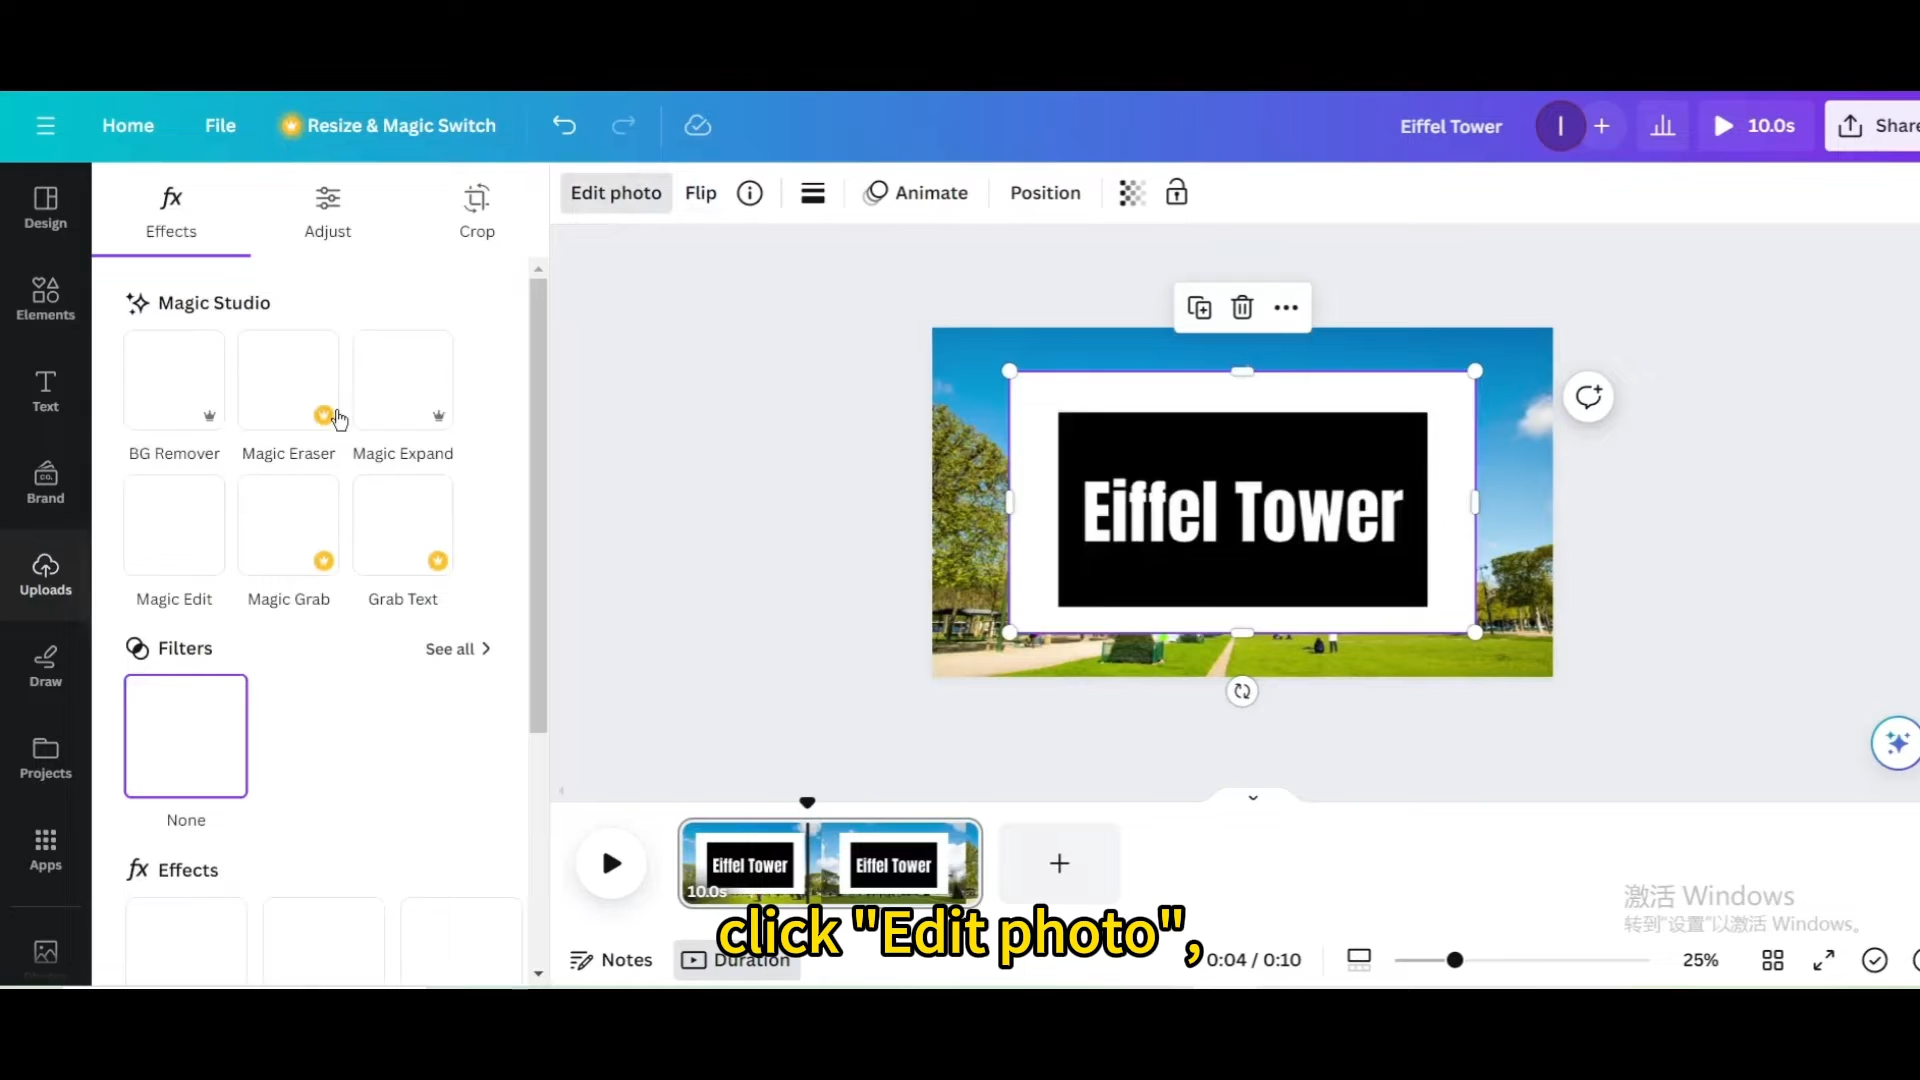 Home
File
Resize & Magic Switch
Eiffel Tower
I
+
10.0s
Share
Design
Elements
Text
CO.
Brand
Uploads
Draw
Projects
Apps
fx
Effects
Adjust
Crop
Magic Studio
BG Remover
Magic Eraser
Magic Expand
Magic Edit
Magic Grab
Grab Text
Filters
See all
None
fx Effects
Edit photo
Flip
Animate
Position
Eiffel Tower
Eiffel Tower
Eiffel Tower
10.0s
click "Edit photo",
Notes
Duration
0:04 / 0:10
25%
激活 Windows
转到"设置"以激活 Windows。